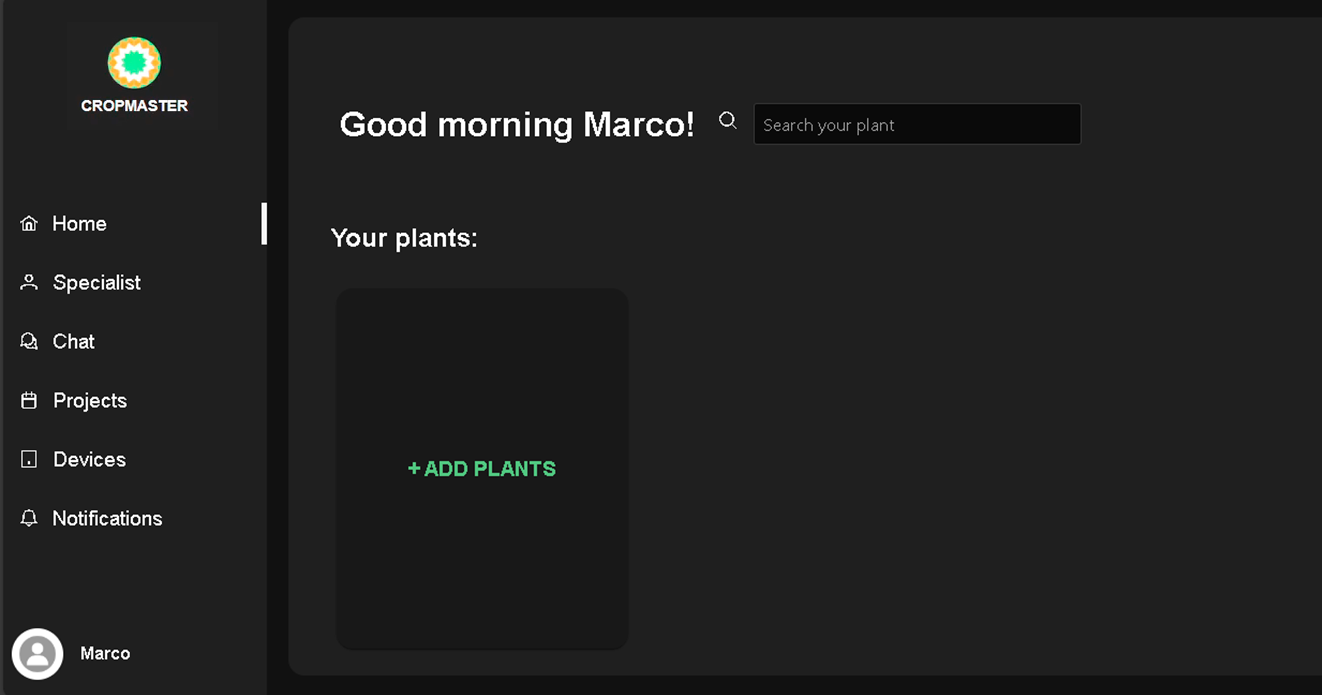 CROPMASTER
Home
Specialist
Chat
Projects
Devices
Notifications
Marco
Good morning Marco!
Search your plant
Your plants:
+ ADD PLANTS